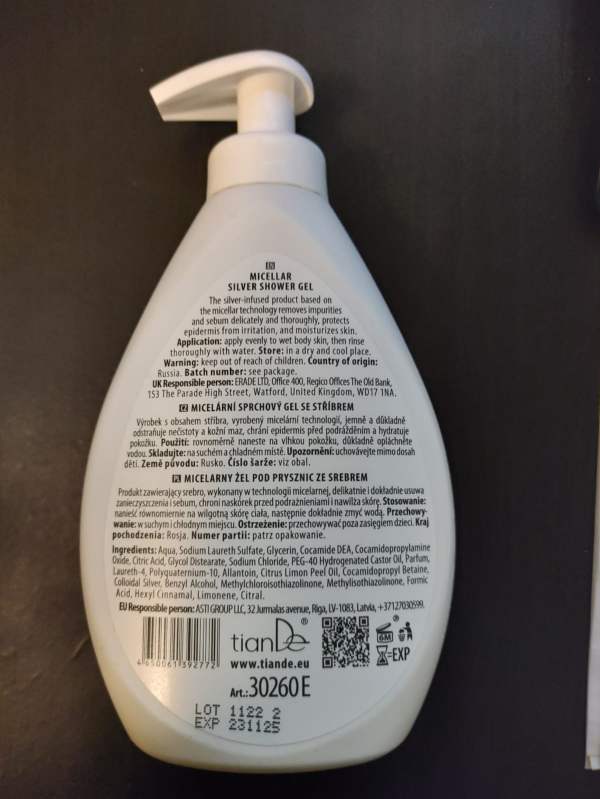 EN
MICELLAR
SILVER SHOWER GEL
The silver-infused product based on
the micellar technology removes impurities
and sebum delicately and thoroughly, protects
epidermis from irritation, and moisturizes skin.
Application: apply evenly to wet body skin, then rinse
thoroughly with water. Store: in a dry and cool place.
Warning: keep out of reach of children. Country of origin:
Russia. Batch number: see package.
UK Responsible person: ERADE LTD, Office 400, Regico Offices The Old Bank,
153 The Parade High Street, Watford, United Kingdom, WD17 1NA.
CZ MICELÁRNÍ SPRCHOVÝ GEL SE STŘÍBREM
Výrobek s obsahem stříbra, vyrobený micelární technologií, jemně a důkladně
odstraňuje nečistoty a kožní maz, chrání epidermis před podrážděním a hydratuje
pokožku. Použití: rovnoměrně naneste na vlhkou pokožku, důkladně opláchněte
vodou. Skladujte: na suchém a chladném místě. Upozornění: uchovávejte mimo dosah
dětí. Země původu: Rusko. Číslo šarže: viz obal.
PL MICELARNY ŻEL POD PRYSZNIC ZE SREBREM
Produkt zawierający srebro, wykonany w technologii micelarnej, delikatnie i dokładnie usuwa
zanieczyszczenia i sebum, chroni naskórek przed podrażnieniami i nawilża skórę. Stosowanie:
nanieść równomiernie na wilgotną skórę ciała, następnie dokładnie zmyć wodą. Przechowy-
wanie: w suchym i chłodnym miejscu. Ostrzeżenie: przechowywać poza zasięgiem dzieci. Kraj
pochodzenia: Rosja. Numer partii: patrz opakowanie.
Ingredients: Aqua, Sodium Laureth Sulfate, Glycerin, Cocamide DEA, Cocamidopropylamine
Oxide, Citric Acid, Glycol Distearate, Sodium Chloride, PEG-40 Hydrogenated Castor Oil, Parfum,
Laureth-4, Polyquaternium-10, Allantoin, Citrus Limon Peel Oil, Cocamidopropyl Betaine,
Colloidal Silver, Benzyl Alcohol, Methylchloroisothiazolinone, Methylisothiazolinone, Formic
Acid, Hexyl Cinnamal, Limonene, Citral.
EU Responsible person: ASTI GROUP LLC, 32 Jurmalas avenue, Riga, LV-1083, Latvia, +37127030599.
tianDe®
6M
www.tiande.eu
=EXP
4 650061 392772
Art.: 30260 E
LOT 1122 2
EXP 231125